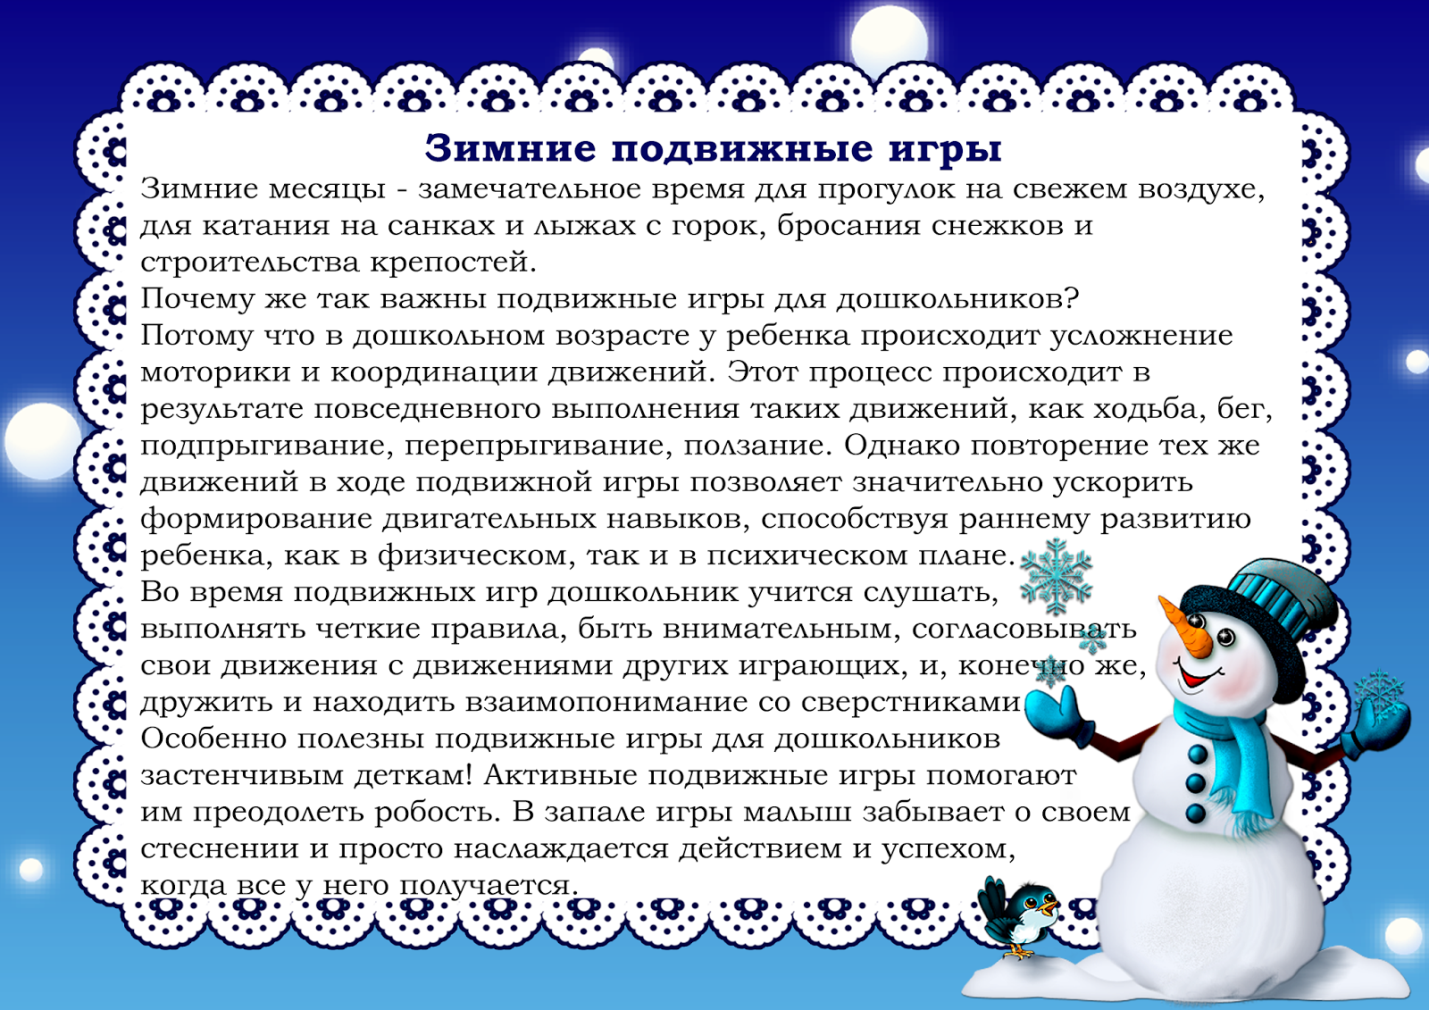 Зимние подвижные игры
Зимние месяцы - замечательное время для прогулок на свежем воздухе,
для катания на санках и лыжах с горок, бросания снежков и
строительства крепостей.
Почему же так важны подвижные игры для дошкольников?
Потому что в дошкольном возрасте у ребенка происходит усложнение
моторики и координации движений. Этот процесс происходит в
результате повседневного выполнения таких движений, как ходьба, бег,
подпрыгивание, перепрыгивание, ползание. Однако повторение тех же
движений в ходе подвижной игры позволяет значительно ускорить
формирование двигательных навыков, способствуя раннему развитию
ребенка, как в физическом, так и в психическом плане.
Во время подвижных игр дошкольник учится слушать,
выполнять четкие правила, быть внимательным, согласовывать
свои движения с движениями других играющих, и, конечно же,
дружить и находить взаимопонимание со сверстниками.
Особенно полезны подвижные игры для дошкольников
застенчивым деткам! Активные подвижные игры помогают
им преодолеть робость. В запале игры малыш забывает о своем
стеснении и просто наслаждается действием и успехом,
когда все у него получается.